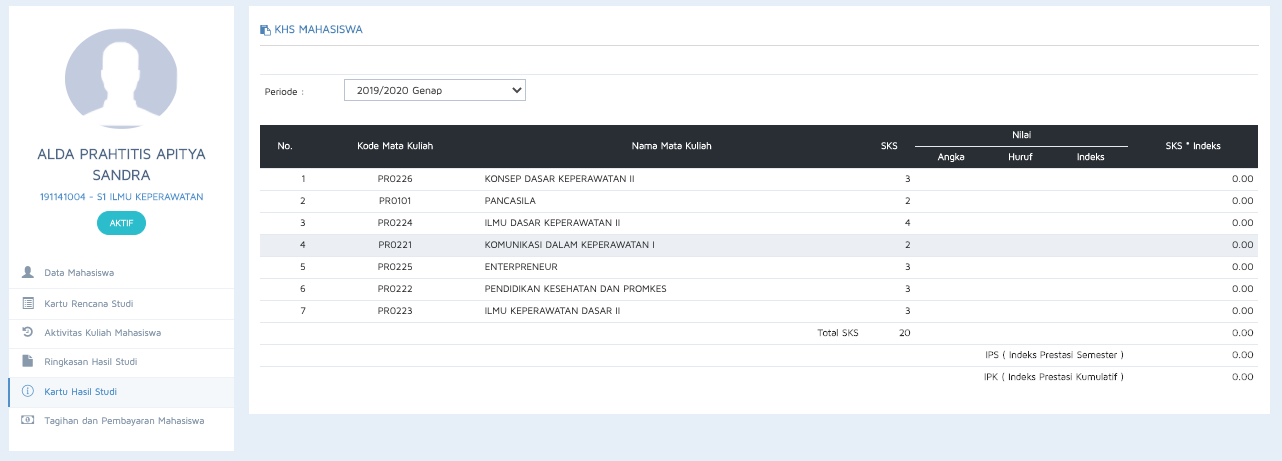 ALDA PRAHTITIS APITYA
SANDRA
191141004 - S1 ILMU KEPERAWATAN
AKTIF
Data Mahasiswa
Kartu Rencana Studi
Aktivitas Kuliah Mahasiswa
Ringkasan Hasil Studi
Kartu Hasil Studi
Tagihan dan Pembayaran Mahasiswa
KHS MAHASISWA
Periode : 2019/2020 Genap
No. Kode Mata Kuliah Nama Mata Kuliah SKS Nilai SKS * Indeks
Angka Huruf Indeks
1 PR0226 KONSEP DASAR KEPERAWATAN II 3 0.00
2 PR0101 PANCASILA 2 0.00
3 PR0224 ILMU DASAR KEPERAWATAN II 4 0.00
4 PR0221 KOMUNIKASI DALAM KEPERAWATAN I 2 0.00
5 PR0225 ENTERPRENEUR 3 0.00
6 PR0222 PENDIDIKAN KESEHATAN DAN PROMKES 3 0.00
7 PR0223 ILMU KEPERAWATAN DASAR II 3 0.00
Total SKS 20 0.00
IPS ( Indeks Prestasi Semester ) 0.00
IPK ( Indeks Prestasi Kumulatif ) 0.00